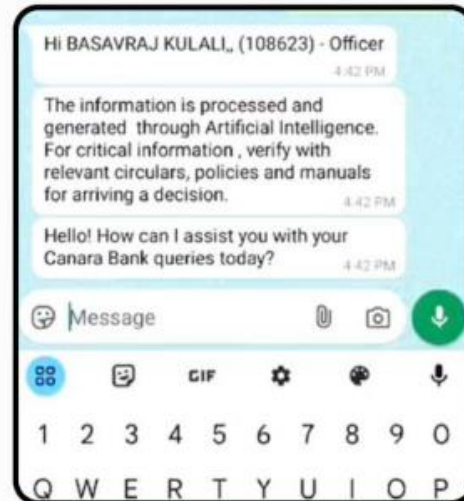 Hi BASAVRAJ KULALI,, (108623) - Officer
4:42 PM
The information is processed and
generated through Artificial Intelligence.
For critical information , verify with
relevant circulars, policies and manuals
for arriving a decision.
4:42 PM
Hello! How can I assist you with your
Canara Bank queries today?
4:42 PM
Message
GIF
1 2 3 4 5 6 7 8 9 0
Q W E R T Y U I O P